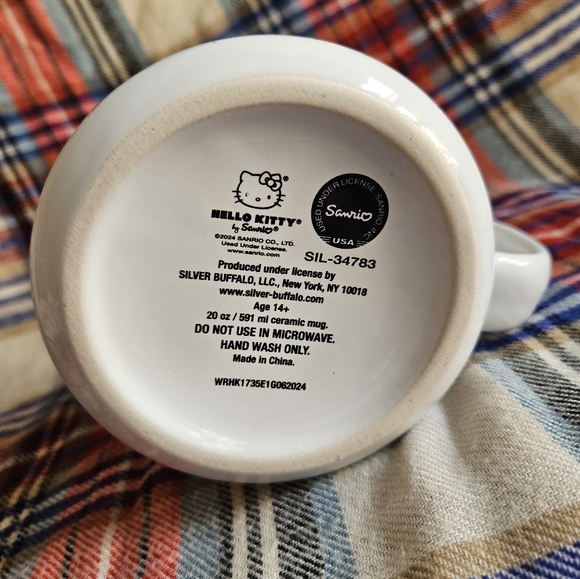 HELLO KITTY®
by Sanrio®
©2024 SANRIO CO., LTD.
Used Under License.
www.sanrio.com
USED UNDER LICENSE SANRIO INC.
Sanrio
USA
SIL-34783
Produced under license by
SILVER BUFFALO, LLC., New York, NY 10018
www.silver-buffalo.com
Age 14+
20 oz / 591 ml ceramic mug.
DO NOT USE IN MICROWAVE.
HAND WASH ONLY.
Made in China.
WRHK1735E1G062024